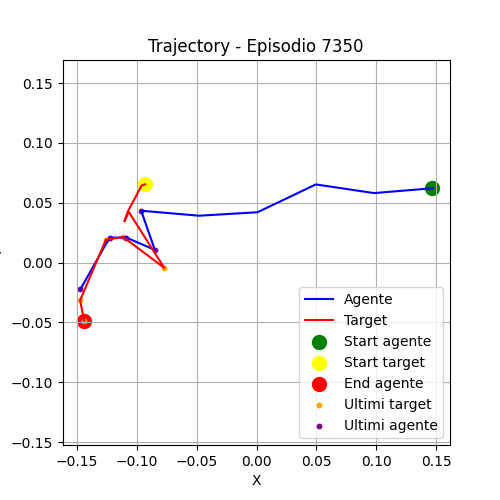 Trajectory - Episodio 7350
0.15
0.10
0.05
0.00
−0.05
−0.10
−0.15
−0.15 −0.10 −0.05 0.00 0.05 0.10 0.15
X
Agente
Target
Start agente
Start target
End agente
Ultimi target
Ultimi agente